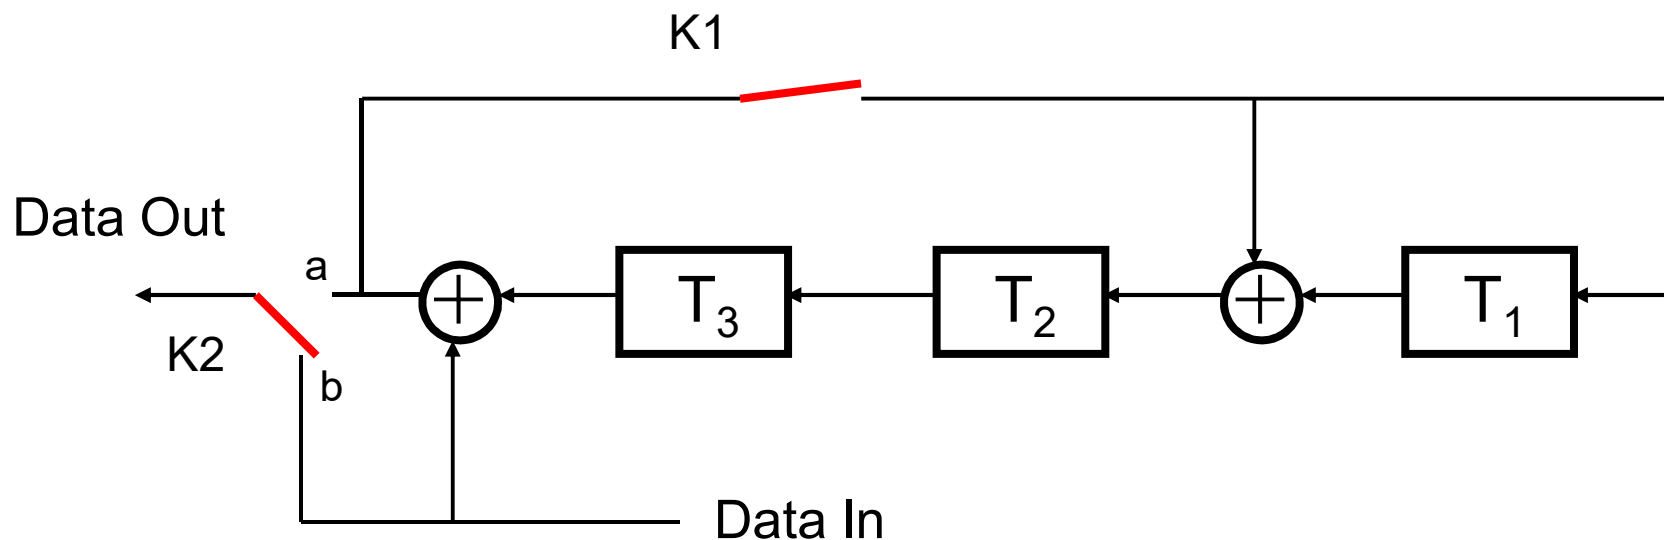 K1
Data Out
a
T3
T2
T1
K2
b
Data In